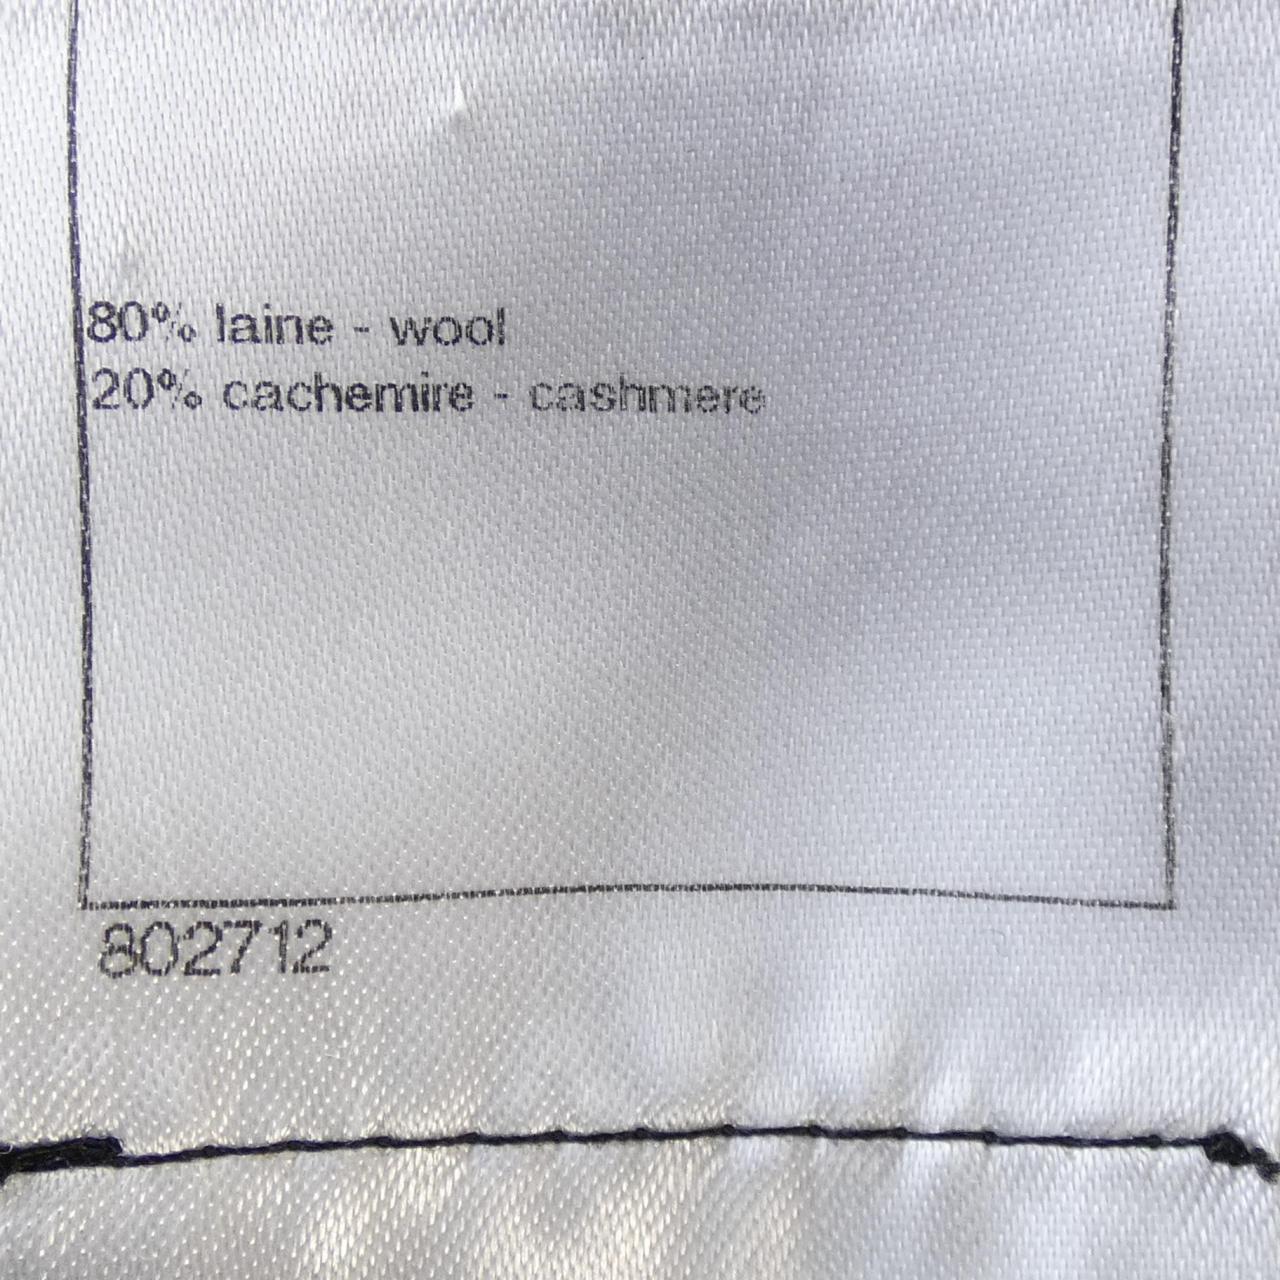 80% laine - wool
20% cachemire - cashmere
802712